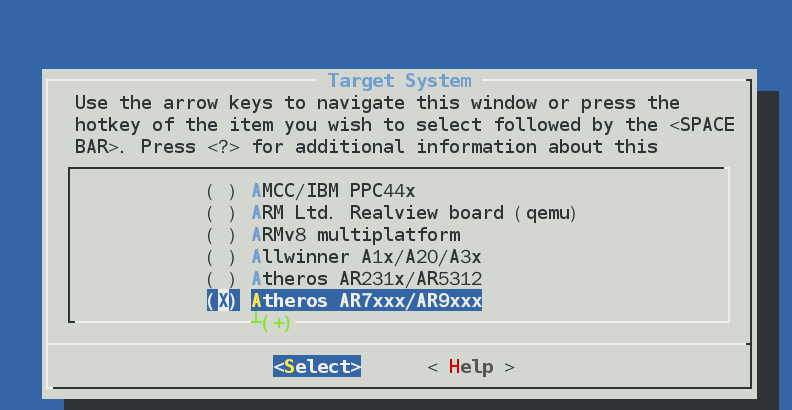 Target System
Use the arrow keys to navigate this window or press the
hotkey of the item you wish to select followed by the <SPACE
BAR>. Press <?> for additional information about this
( ) AMCC/IBM PPC44x
( ) ARM Ltd. Realview board (qemu)
( ) ARMv8 multiplatform
( ) Allwinner A1x/A20/A3x
( ) Atheros AR231x/AR5312
(X) Atheros AR7xxx/AR9xxx
┴(+)
<Select> < Help >